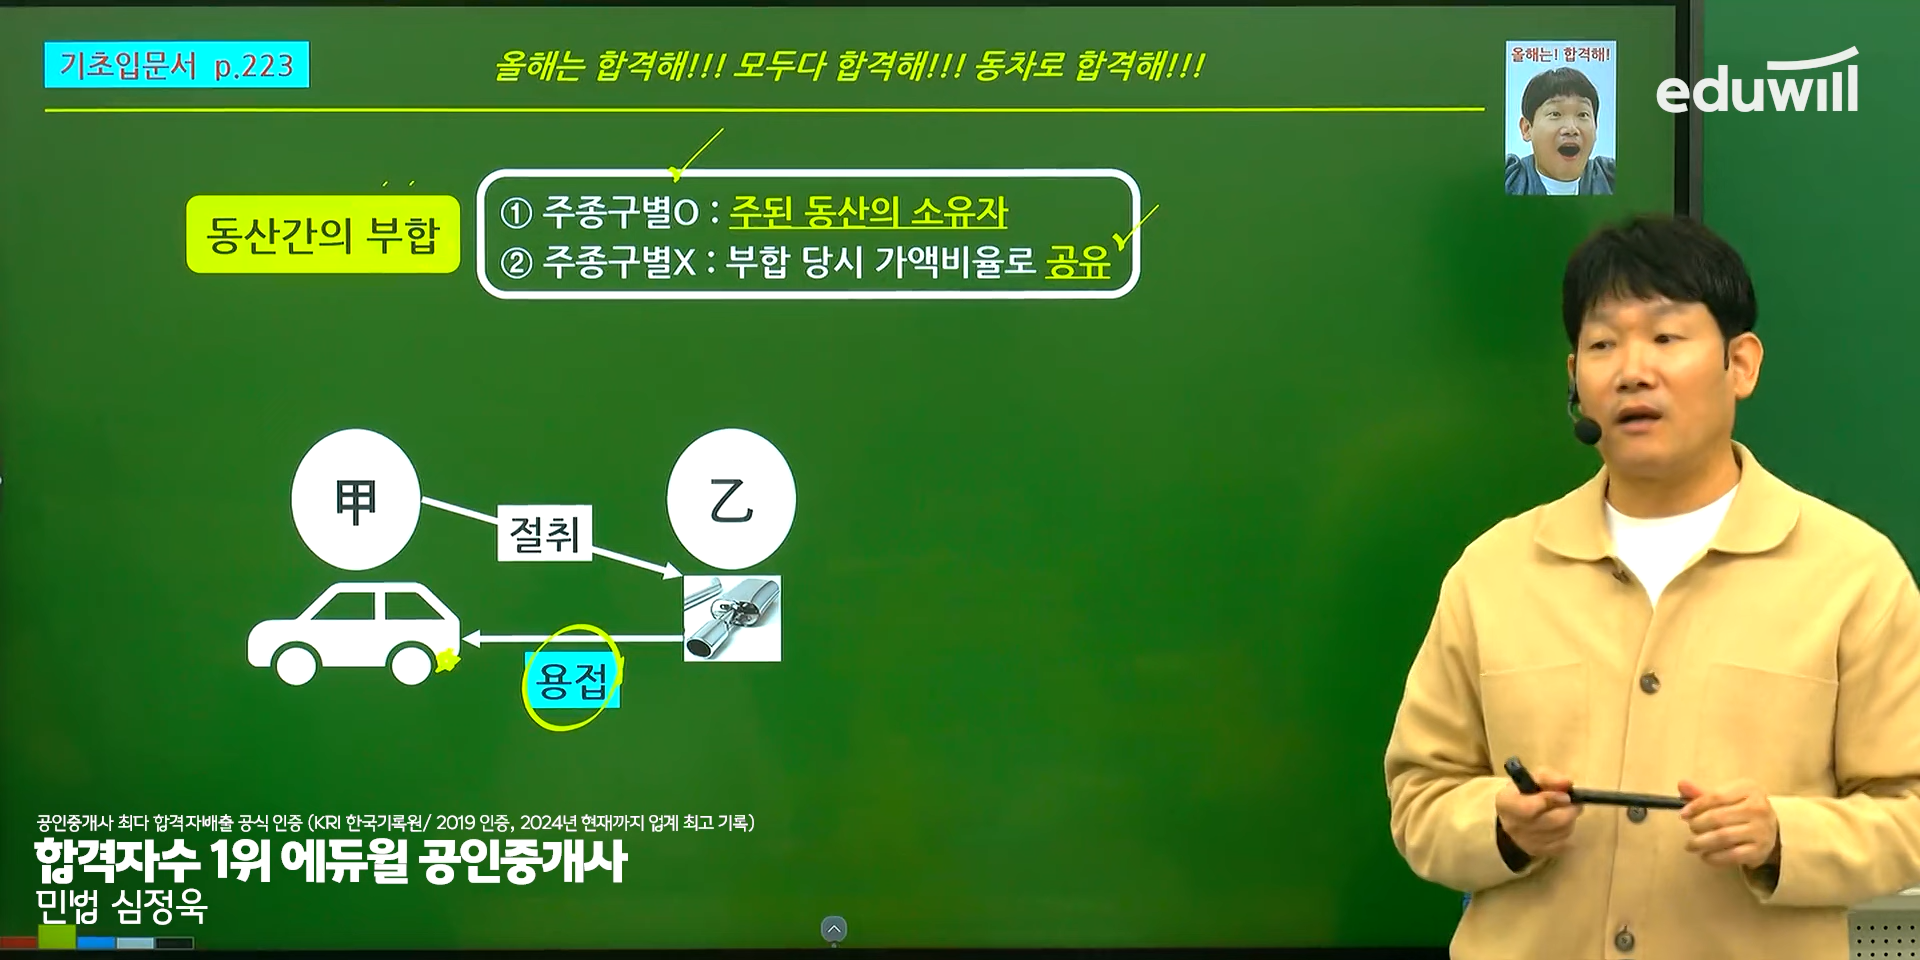 기초입문서 p.223
올해는 합격해!!! 모두다 합격해!!! 동차로 합격해!!!
올해는! 합격해!
eduwill
동산간의 부합
① 주종구별O : 주된 동산의 소유자
② 주종구별X : 부합 당시 가액비율로 공유
甲
乙
절취
용접
공인중개사 최다 합격자배출 공식 인증 (KRI 한국기록원/ 2019 인증, 2024년 현재까지 업계 최고 기록)
합격자수 1위 에듀윌 공인중개사
민법 심정욱